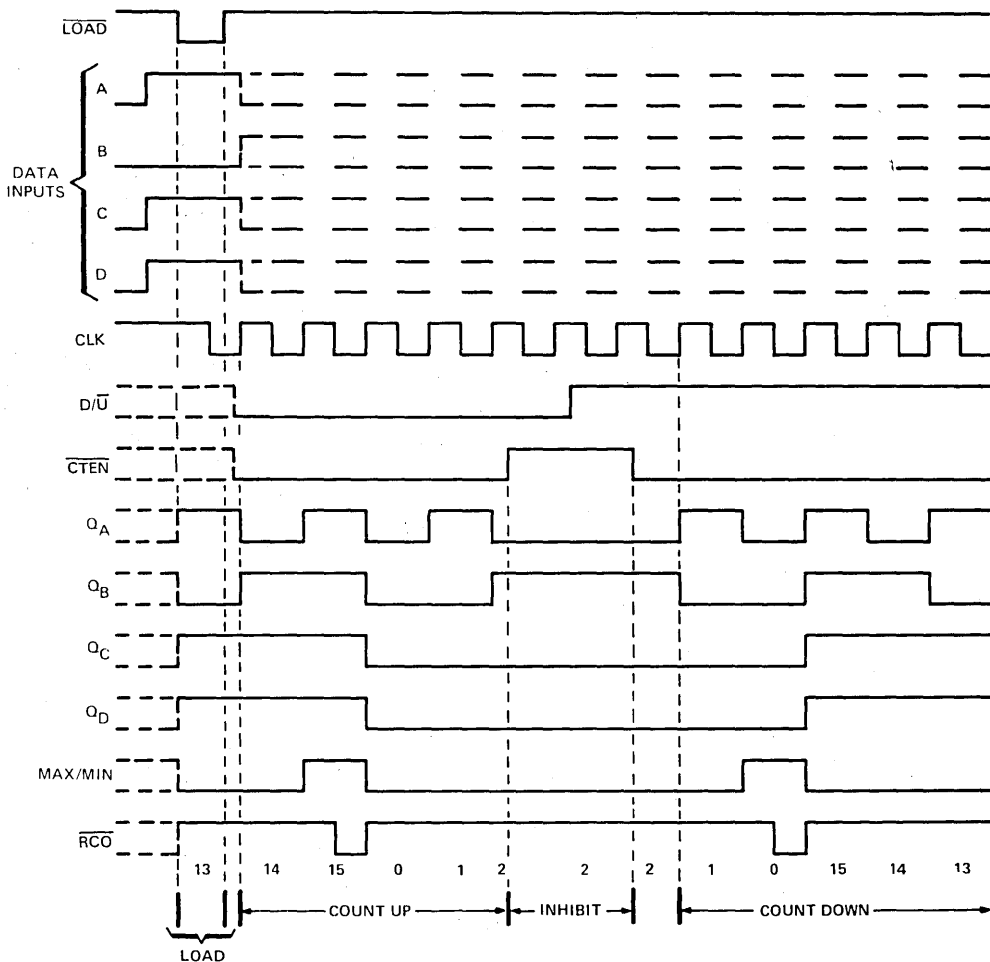 LOAD
A
B
DATA
INPUTS
C
D
CLK
D/U
CTEN
QA
QB
QC
QD
MAX/MIN
RCO
13 14 15 0 1 2 2 2 1 0 15 14 13
COUNT UP INHIBIT COUNT DOWN
LOAD